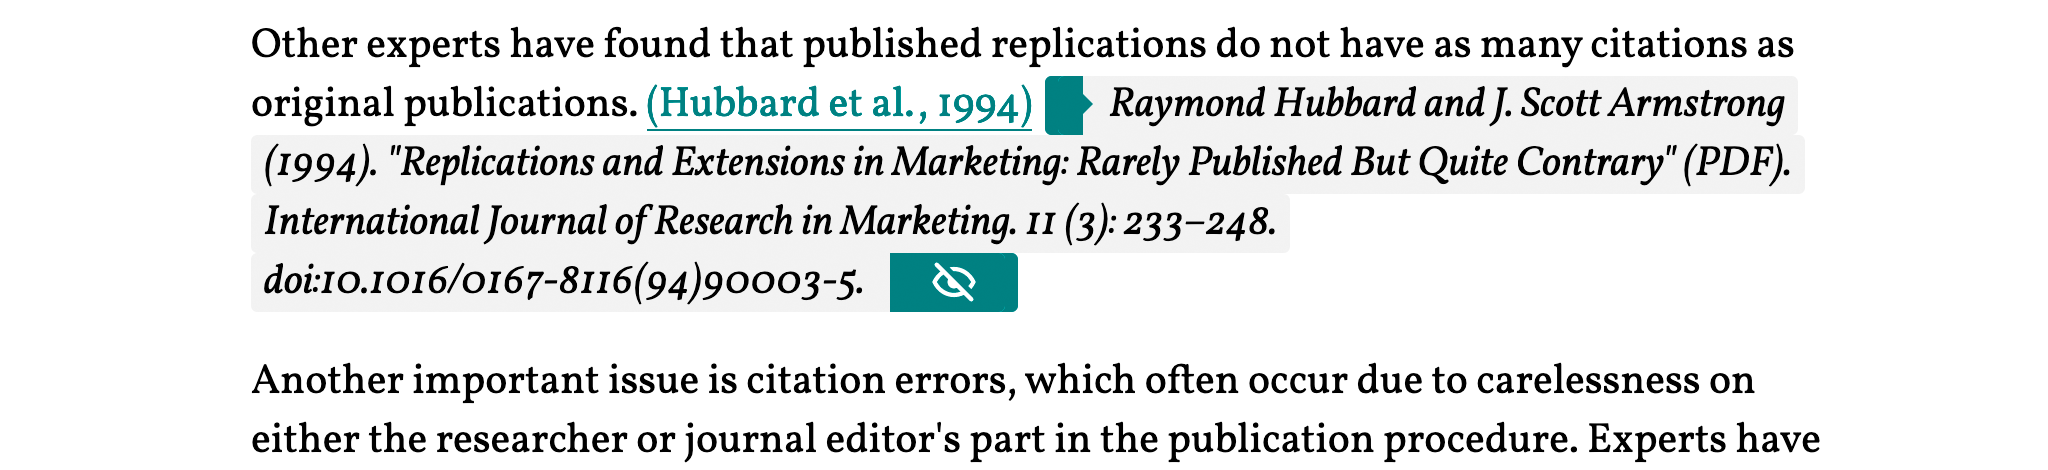 Other experts have found that published replications do not have as many citations as
original publications. (Hubbard et al., 1994) Raymond Hubbard and J. Scott Armstrong
(1994). "Replications and Extensions in Marketing: Rarely Published But Quite Contrary" (PDF).
International Journal of Research in Marketing. 11 (3): 233–248.
doi:10.1016/0167-8116(94)90003-5.
Another important issue is citation errors, which often occur due to carelessness on
either the researcher or journal editor's part in the publication procedure. Experts have